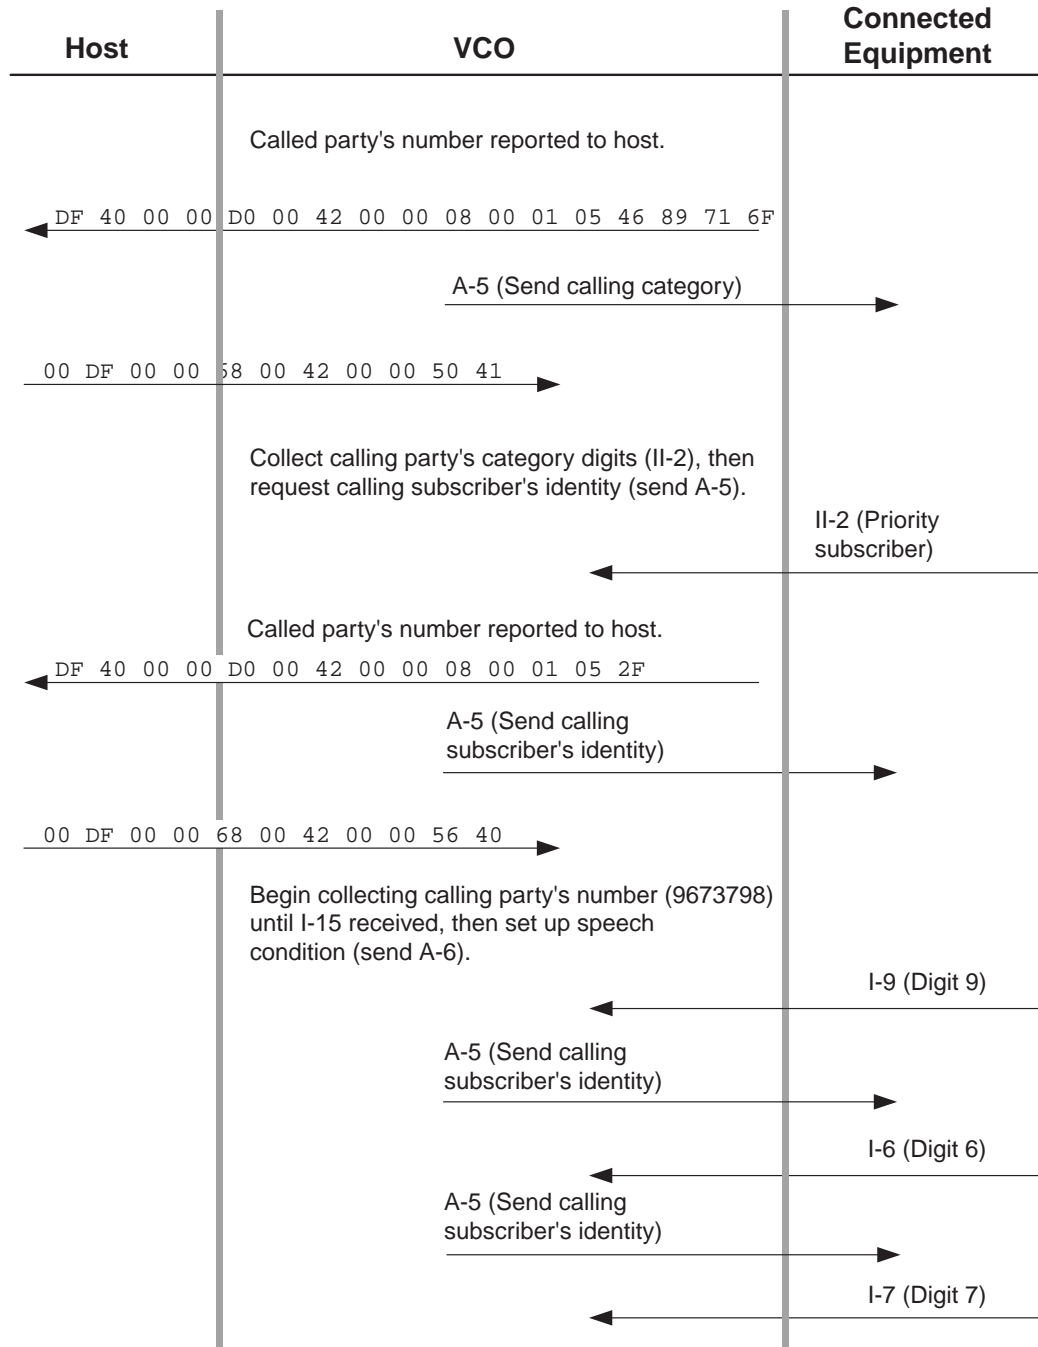 Host
VCO
Connected
Equipment
Called party's number reported to host.
DF 40 00 00 D0 00 42 00 00 08 00 01 05 46 89 71 6F
A-5 (Send calling category)
00 DF 00 00 68 00 42 00 00 50 41
Collect calling party's category digits (II-2), then
request calling subscriber's identity (send A-5).
II-2 (Priority
subscriber)
Called party's number reported to host.
DF 40 00 00 D0 00 42 00 00 08 00 01 05 2F
A-5 (Send calling
subscriber's identity)
00 DF 00 00 68 00 42 00 00 56 40
Begin collecting calling party's number (9673798)
until I-15 received, then set up speech
condition (send A-6).
I-9 (Digit 9)
A-5 (Send calling
subscriber's identity)
I-6 (Digit 6)
A-5 (Send calling
subscriber's identity)
I-7 (Digit 7)